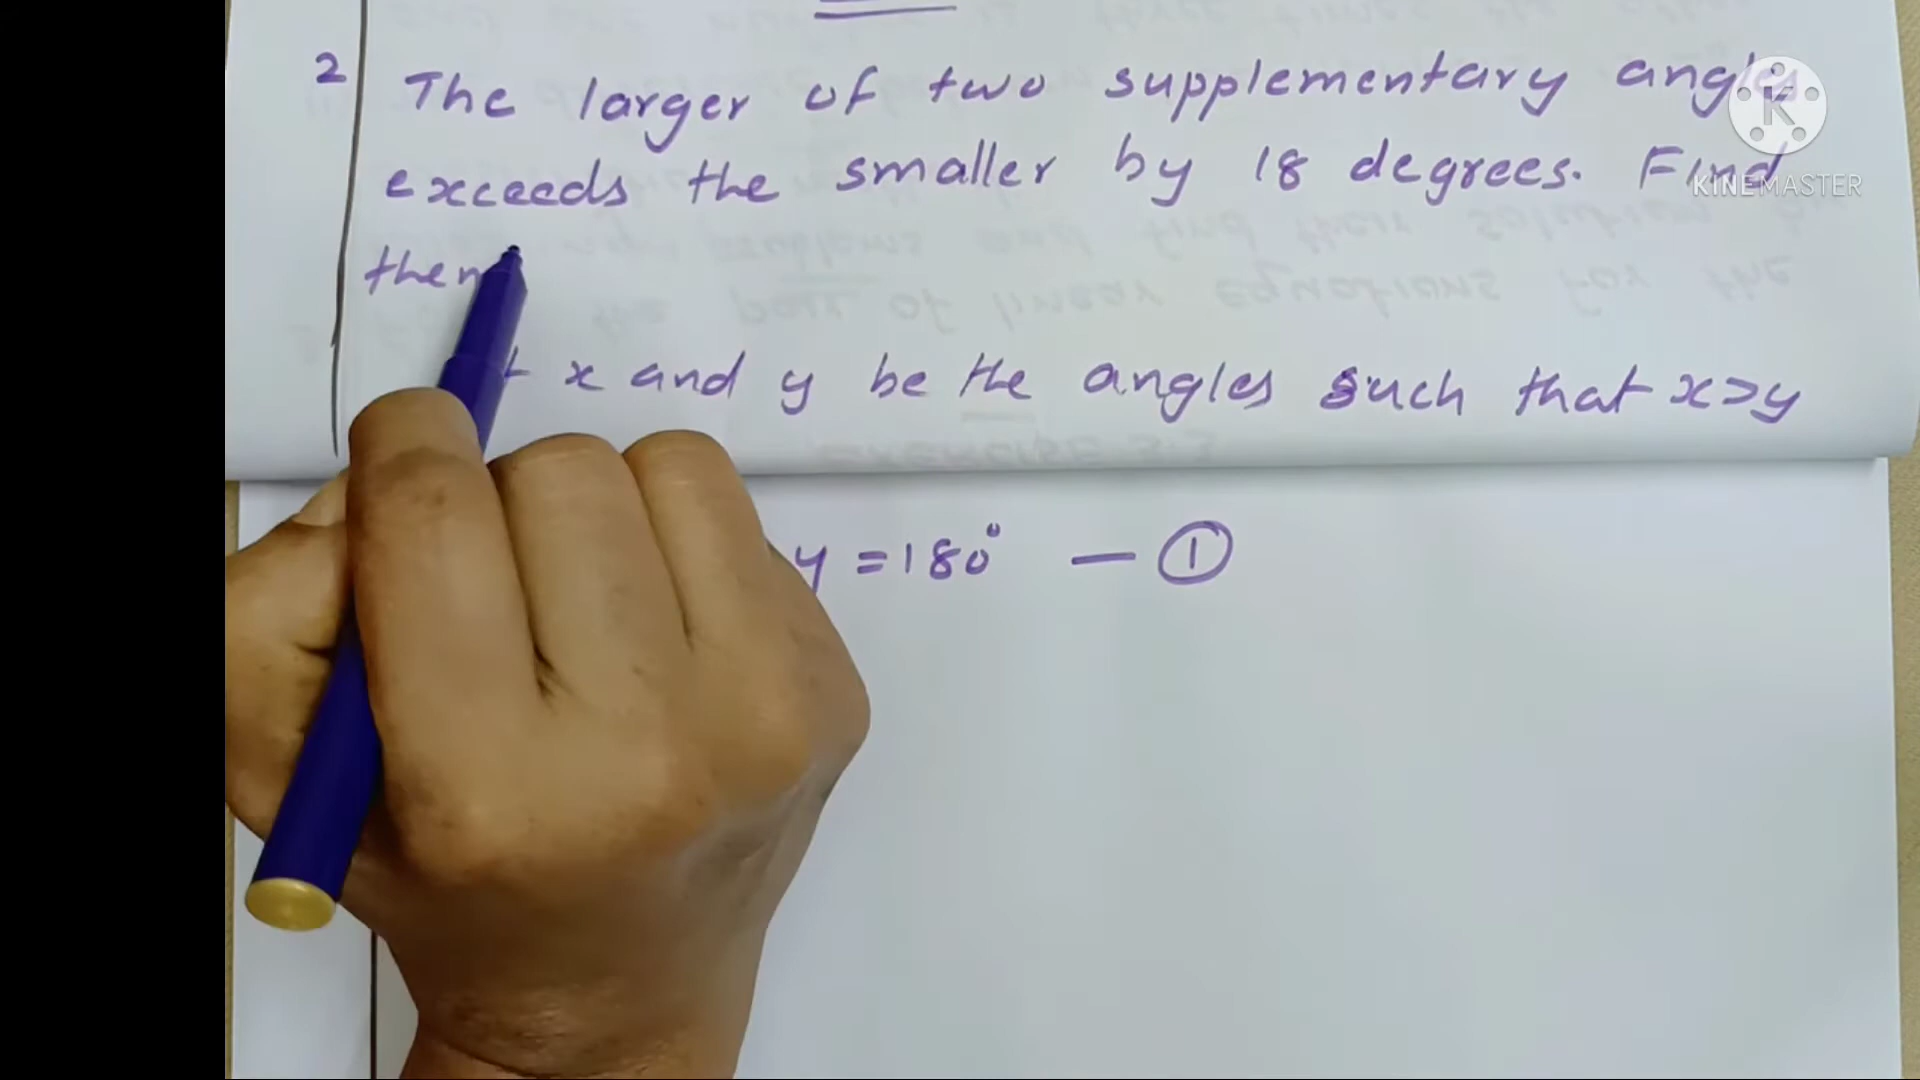 2 The larger of two supplementary angles
exceeds the smaller by 18 degrees. Find
them
x and y be the angles such that x>y
y = 180° — ①
K
KINEMASTER